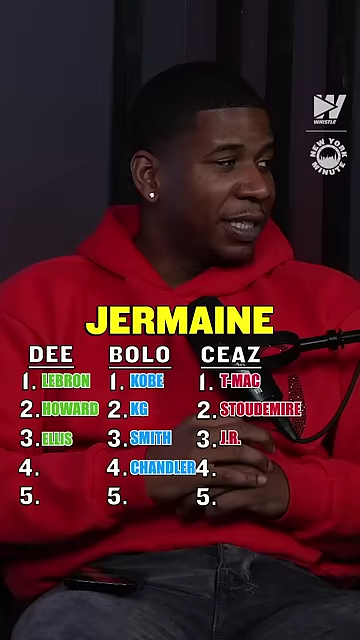 WHISTLE
NEW YORK
MINUTE
JERMAINE
DEE BOLO CEAZ
1. LEBRON 1. KOBE 1. T-MAC
2. HOWARD 2. KG 2. STOUDEMIRE
3. ELLIS 3. SMITH 3. J.R.
4. 4. CHANDLER 4.
5. 5. 5.